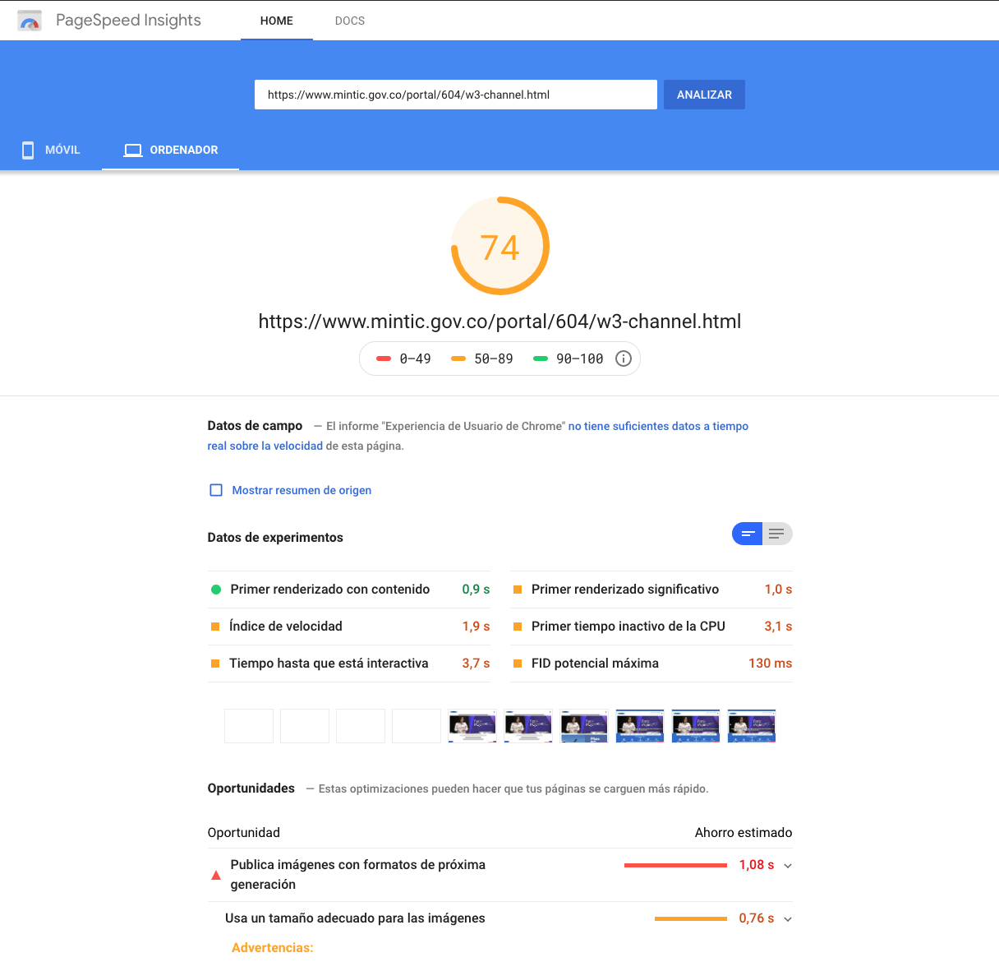 PageSpeed Insights
HOME
DOCS
https://www.mintic.gov.co/portal/604/w3-channel.html
ANALIZAR
MÓVIL
ORDENADOR
74
https://www.mintic.gov.co/portal/604/w3-channel.html
0–49
50–89
90–100
Datos de campo — El informe "Experiencia de Usuario de Chrome" no tiene suficientes datos a tiempo
real sobre la velocidad de esta página.
Mostrar resumen de origen
Datos de experimentos
Primer renderizado con contenido 0,9 s
Primer renderizado significativo 1,0 s
Índice de velocidad 1,9 s
Primer tiempo inactivo de la CPU 3,1 s
Tiempo hasta que está interactiva 3,7 s
FID potencial máxima 130 ms
Oportunidades — Estas optimizaciones pueden hacer que tus páginas se carguen más rápido.
Oportunidad
Ahorro estimado
Publica imágenes con formatos de próxima
generación
1,08 s
Usa un tamaño adecuado para las imágenes
0,76 s
Advertencias: